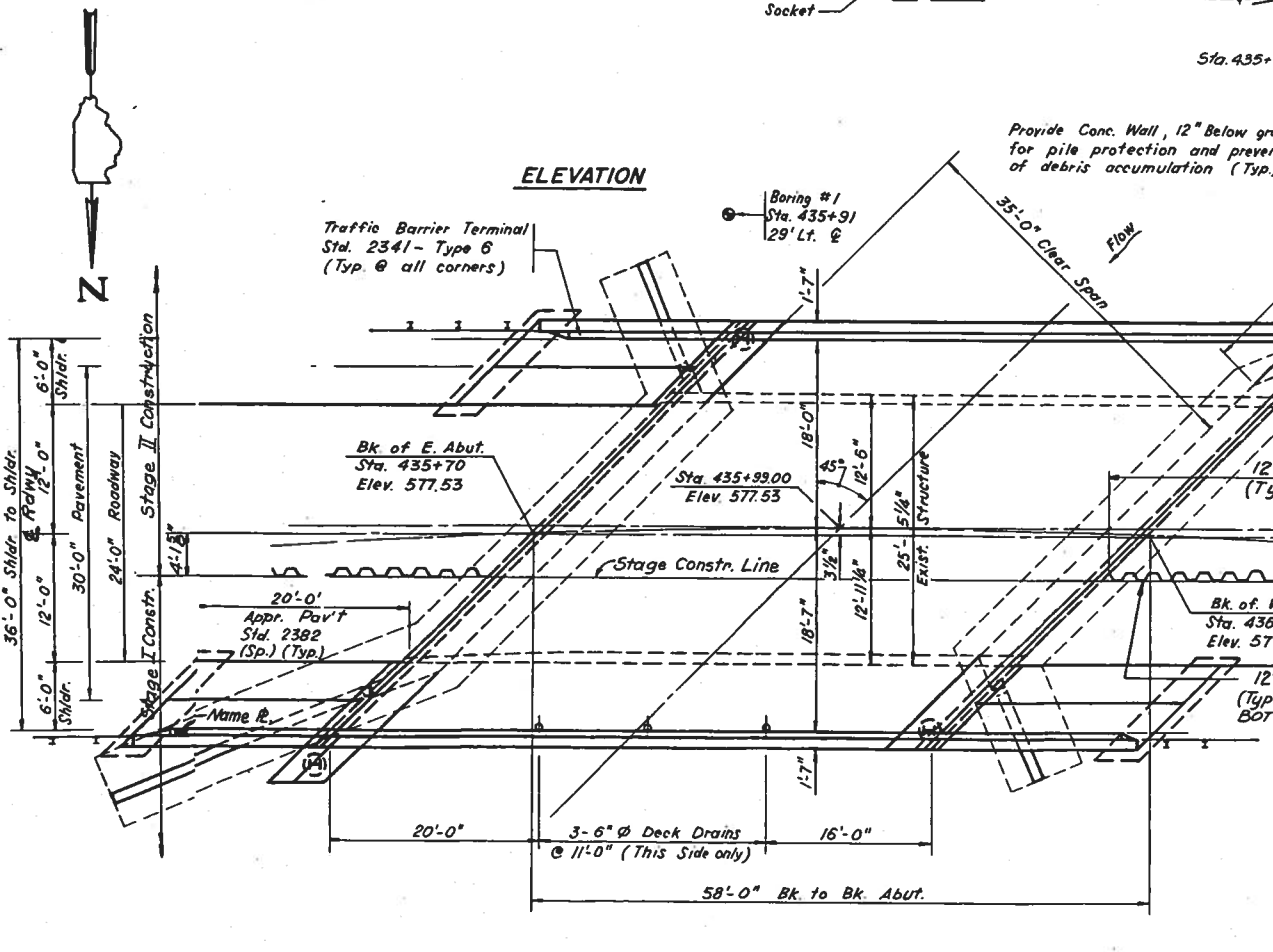 Socket
Sta. 435+
Provide Conc. Wall, 12" Below gr
for pile protection and preve
of debris accumulation (Typ.
ELEVATION
Boring #1
Sta. 435+91
29' Lt. ℄
Traffic Barrier Terminal
Std. 2341 - Type 6
(Typ. @ all corners)
35'-0" Clear Span
Flow
N
1'-7"
36'-0" Shldr. to Shldr.
℄ Rdwy
6'-0"
Shldr.
12'-0"
12'-0"
6'-0"
Shldr.
30'-0" Pavement
24'-0" Roadway
Stage II Construction
Stage I Constr.
Bk. of E. Abut.
Sta. 435+70
Elev. 577.53
Sta. 435+99.00
Elev. 577.53
18'-0"
45°
12'-6"
25'-5¼"
Exist. Structure
3½"
12'-11¼"
18'-7"
Stage Constr. Line
20'-0'
Appr. Pav't
Std. 2382
(Sp.) (Typ.)
Name PL.
12
(Ty
Bk. of. W
Sta. 436
Elev. 57
12
(Typ
BOT
1'-7"
20'-0"
3-6" Ø Deck Drains
@ 11'-0" (This Side only)
16'-0"
58'-0" Bk. to Bk. Abut.